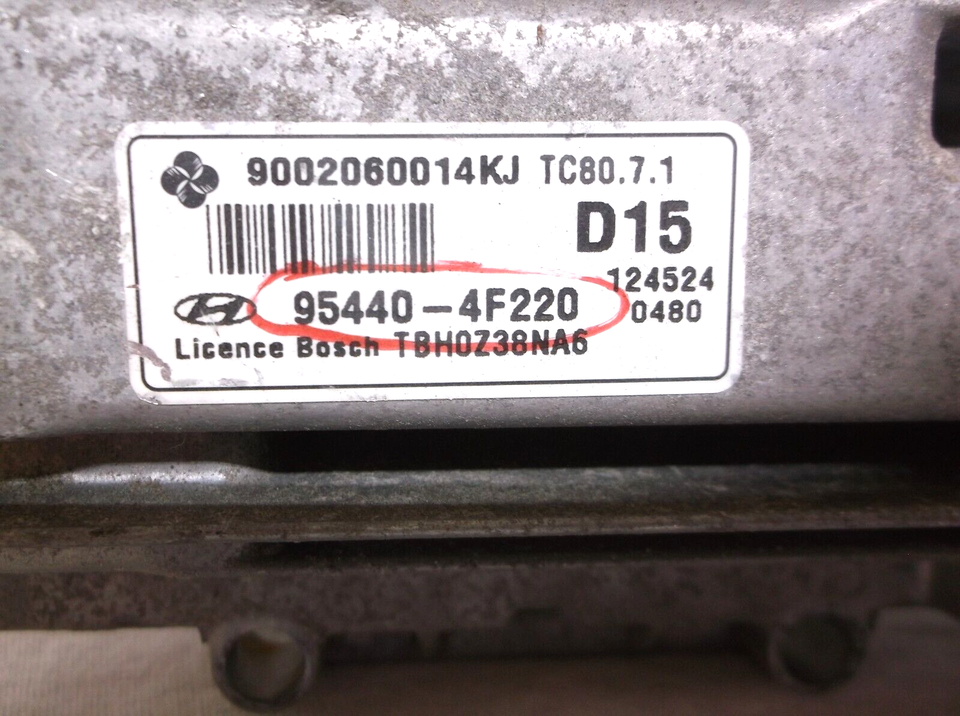 9002060014KJ TC80.7.1
D15
124524
95440-4F220 0480
Licence Bosch TBH0Z38NA6